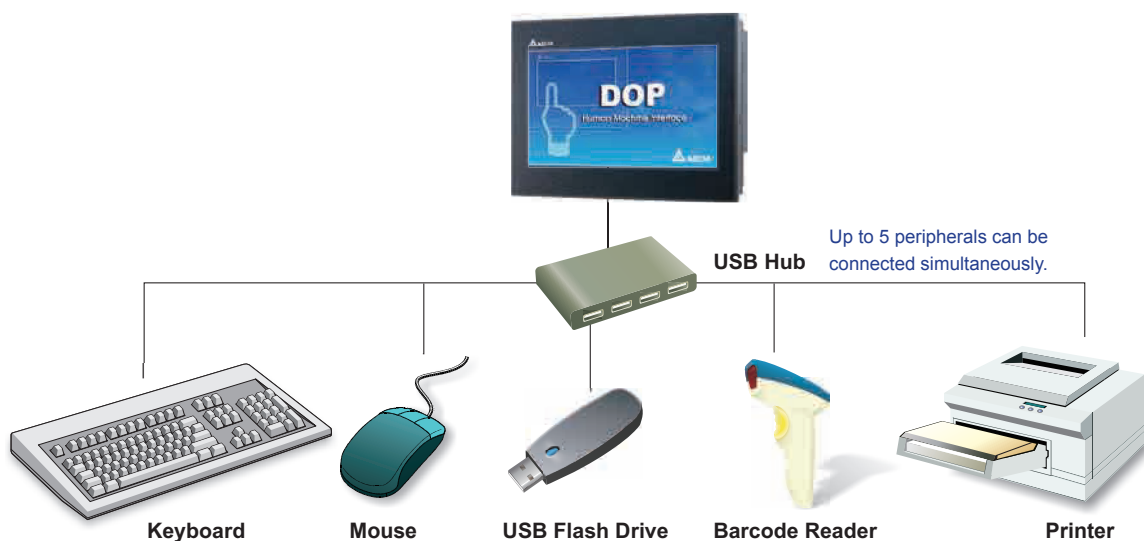 DOP
Human Machine Interface
USB Hub
Up to 5 peripherals can be
connected simultaneously.
Keyboard
Mouse
USB Flash Drive
Barcode Reader
Printer